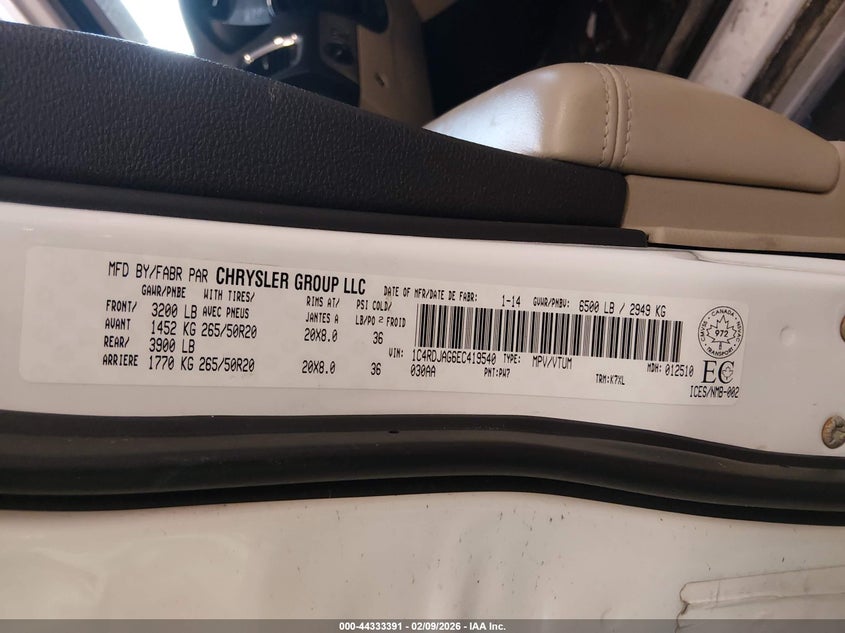 MFD BY/FABR PAR CHRYSLER GROUP LLC DATE OF MFR/DATE DE FABR: 1-14 GVWR/PNBV: 6500 LB / 2949 KG
GAWR/PNBE WITH TIRES/ RIMS AT/ PSI COLD/
FRONT/ 3200 LB AVEC PNEUS JANTES A LB/PO² FROID
AVANT 1452 KG 265/50R20 20X8.0 36
REAR/ 3900 LB
ARRIERE 1770 KG 265/50R20 20X8.0 36
VIN: 1C4RDJAG6EC419540 TYPE: MPV/VTUM MDH: 012510
030AA PNT:PW7 TRM:K7XL
CANADA
972
TRANSPORT
EC
ICES/NMB-002
000-44333391 - 02/09/2026 - IAA Inc.